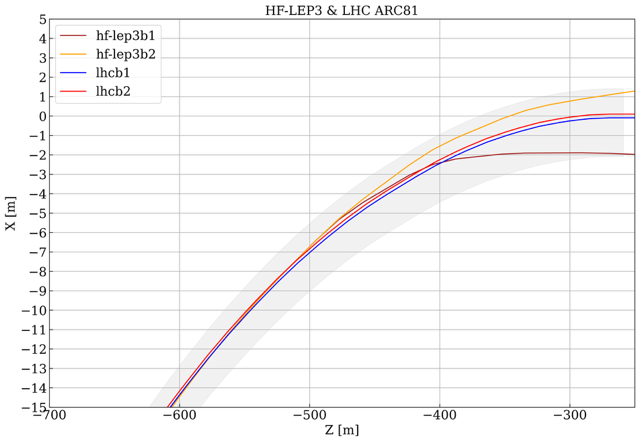 HF-LEP3 & LHC ARC81
5
4
3
2
1
0
−1
−2
−3
−4
−5
−6
−7
−8
−9
−10
−11
−12
−13
−14
−15
X [m]
hf-lep3b1
hf-lep3b2
lhcb1
lhcb2
−700 −600 −500 −400 −300
Z [m]